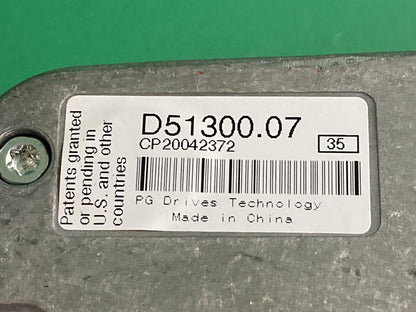 Patents granted
or pending in
U.S. and other
countries
D51300.07
CP20042372
35
PG Drives Technology
Made in China